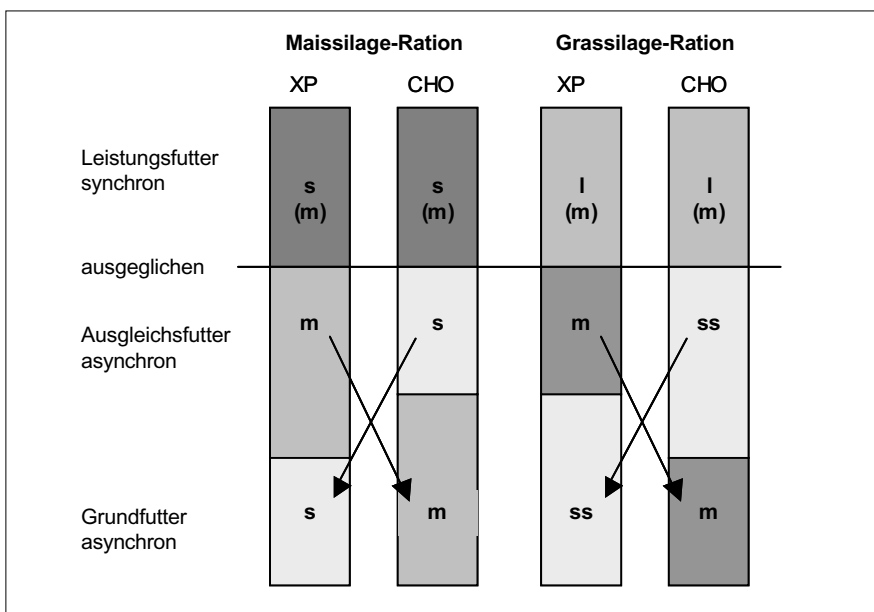 Maissilage-Ration Grassilage-Ration
XP CHO XP CHO
Leistungsfutter
synchron
s s l l
(m) (m) (m) (m)
ausgeglichen
m s m ss
Ausgleichsfutter
asynchron
s m ss m
Grundfutter
asynchron